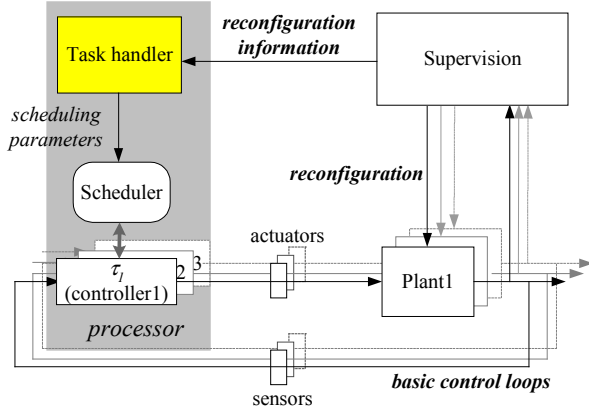 reconfiguration
information
Task handler
Supervision
scheduling
parameters
Scheduler
reconfiguration
actuators
τ1
(controller1)
2
3
Plant1
processor
sensors
basic control loops